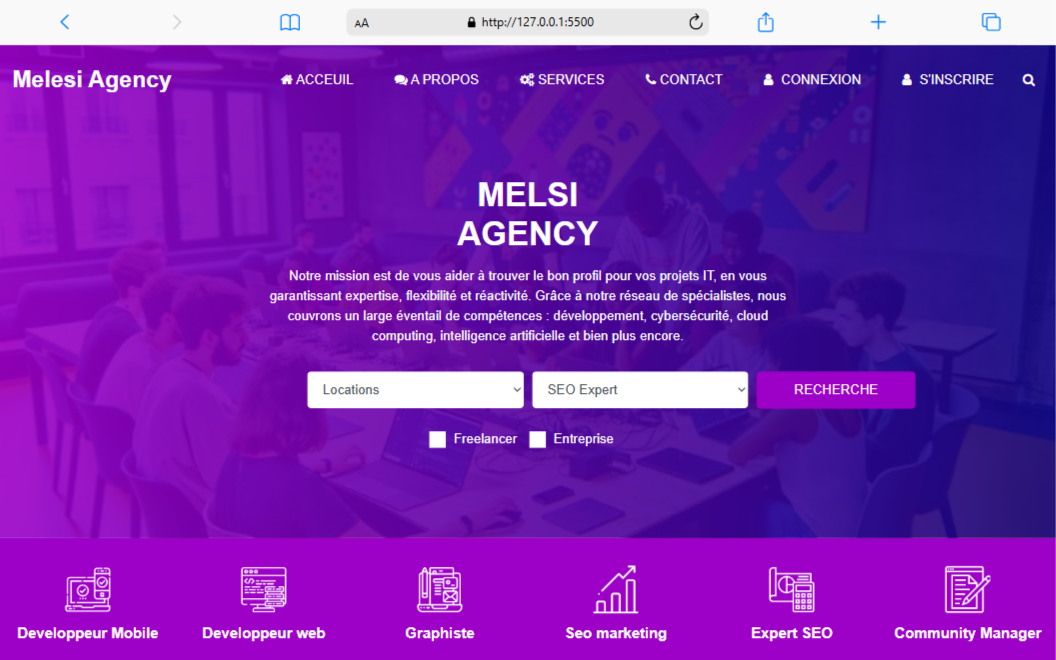 AA
http://127.0.0.1:5500
Melesi Agency
ACCEUIL
A PROPOS
SERVICES
CONTACT
CONNEXION
S'INSCRIRE
MELSI
AGENCY
Notre mission est de vous aider à trouver le bon profil pour vos projets IT, en vous
garantissant expertise, flexibilité et réactivité. Grâce à notre réseau de spécialistes, nous
couvrons un large éventail de compétences : développement, cybersécurité, cloud
computing, intelligence artificielle et bien plus encore.
Locations
SEO Expert
RECHERCHE
Freelancer
Entreprise
Developpeur Mobile
Developpeur web
Graphiste
Seo marketing
Expert SEO
Community Manager